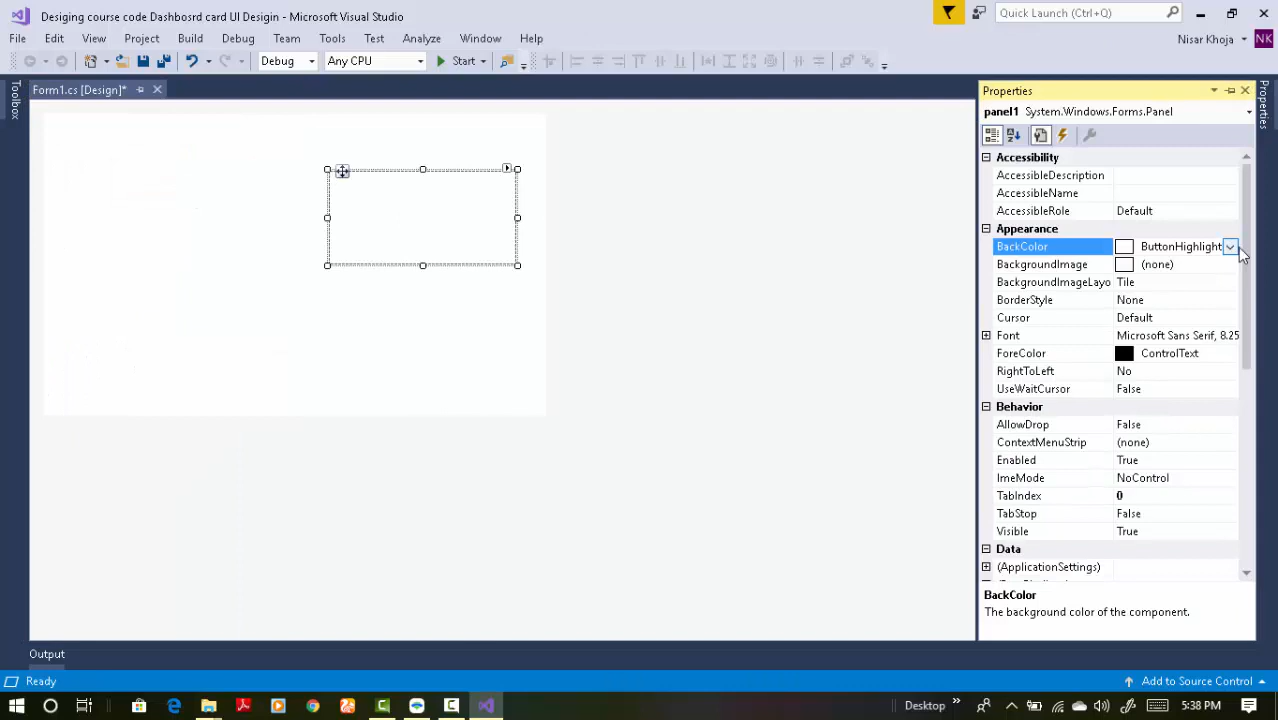 Desiging course code Dashbosrd card UI Desgin - Microsoft Visual Studio
Quick Launch (Ctrl+Q)
File Edit View Project Build Debug Team Tools Test Analyze Window Help
Nisar Khoja NK
Debug Any CPU Start
Form1.cs [Design]*
Toolbox
Properties
Properties
panel1 System.Windows.Forms.Panel
Accessibility
AccessibleDescription
AccessibleName
AccessibleRole Default
Appearance
BackColor ButtonHighlight
BackgroundImage (none)
BackgroundImageLayo Tile
BorderStyle None
Cursor Default
Font Microsoft Sans Serif, 8.25
ForeColor ControlText
RightToLeft No
UseWaitCursor False
Behavior
AllowDrop False
ContextMenuStrip (none)
Enabled True
ImeMode NoControl
TabIndex 0
TabStop False
Visible True
Data
(ApplicationSettings)
BackColor
The background color of the component.
Output
Ready
Add to Source Control
Desktop
5:38 PM